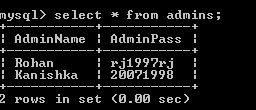 mysql> select * from admins;
+-----------+-----------+
| AdminName | AdminPass |
+-----------+-----------+
| Rohan     | rj1997rj  |
| Kanishka  | 20071998  |
+-----------+-----------+
2 rows in set (0.00 sec)